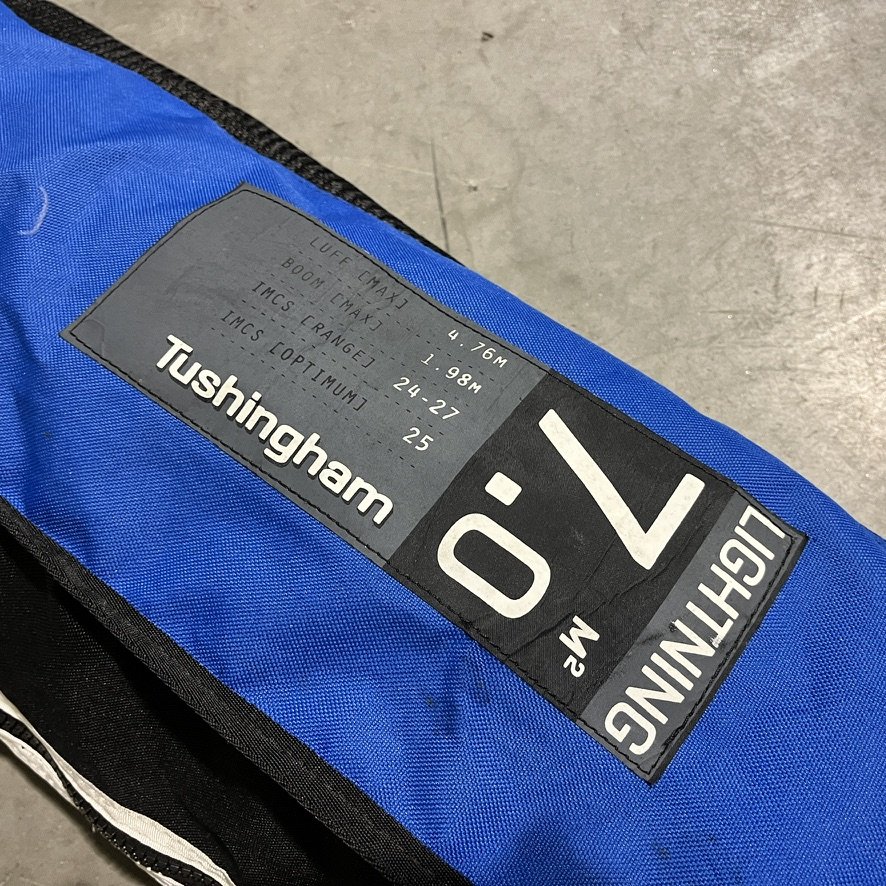 LUFF [MAX] 4.76M
BOOM [MAX] 1.98M
IMCS [RANGE] 24-27
IMCS [OPTIMUM] 25
Tushingham
7.0
M²
LIGHTNING